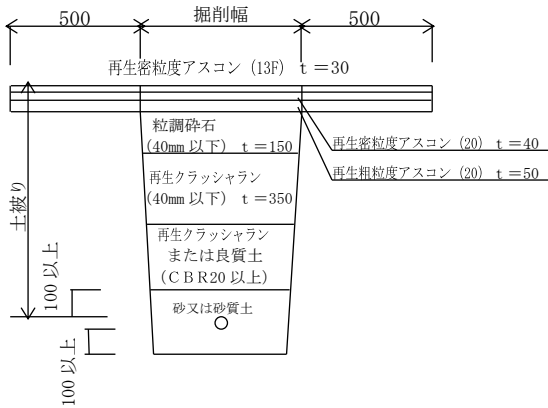 500
掘削幅
500
再生密粒度アスコン (13F) t＝30
粒調砕石
(40mm 以下) t＝150
再生密粒度アスコン (20) t＝40
再生クラッシャラン
(40mm 以下) t＝350
再生粗粒度アスコン (20) t＝50
土被り
再生クラッシャラン
または良質土
(ＣＢＲ20 以上)
100 以上
砂又は砂質土
100 以上